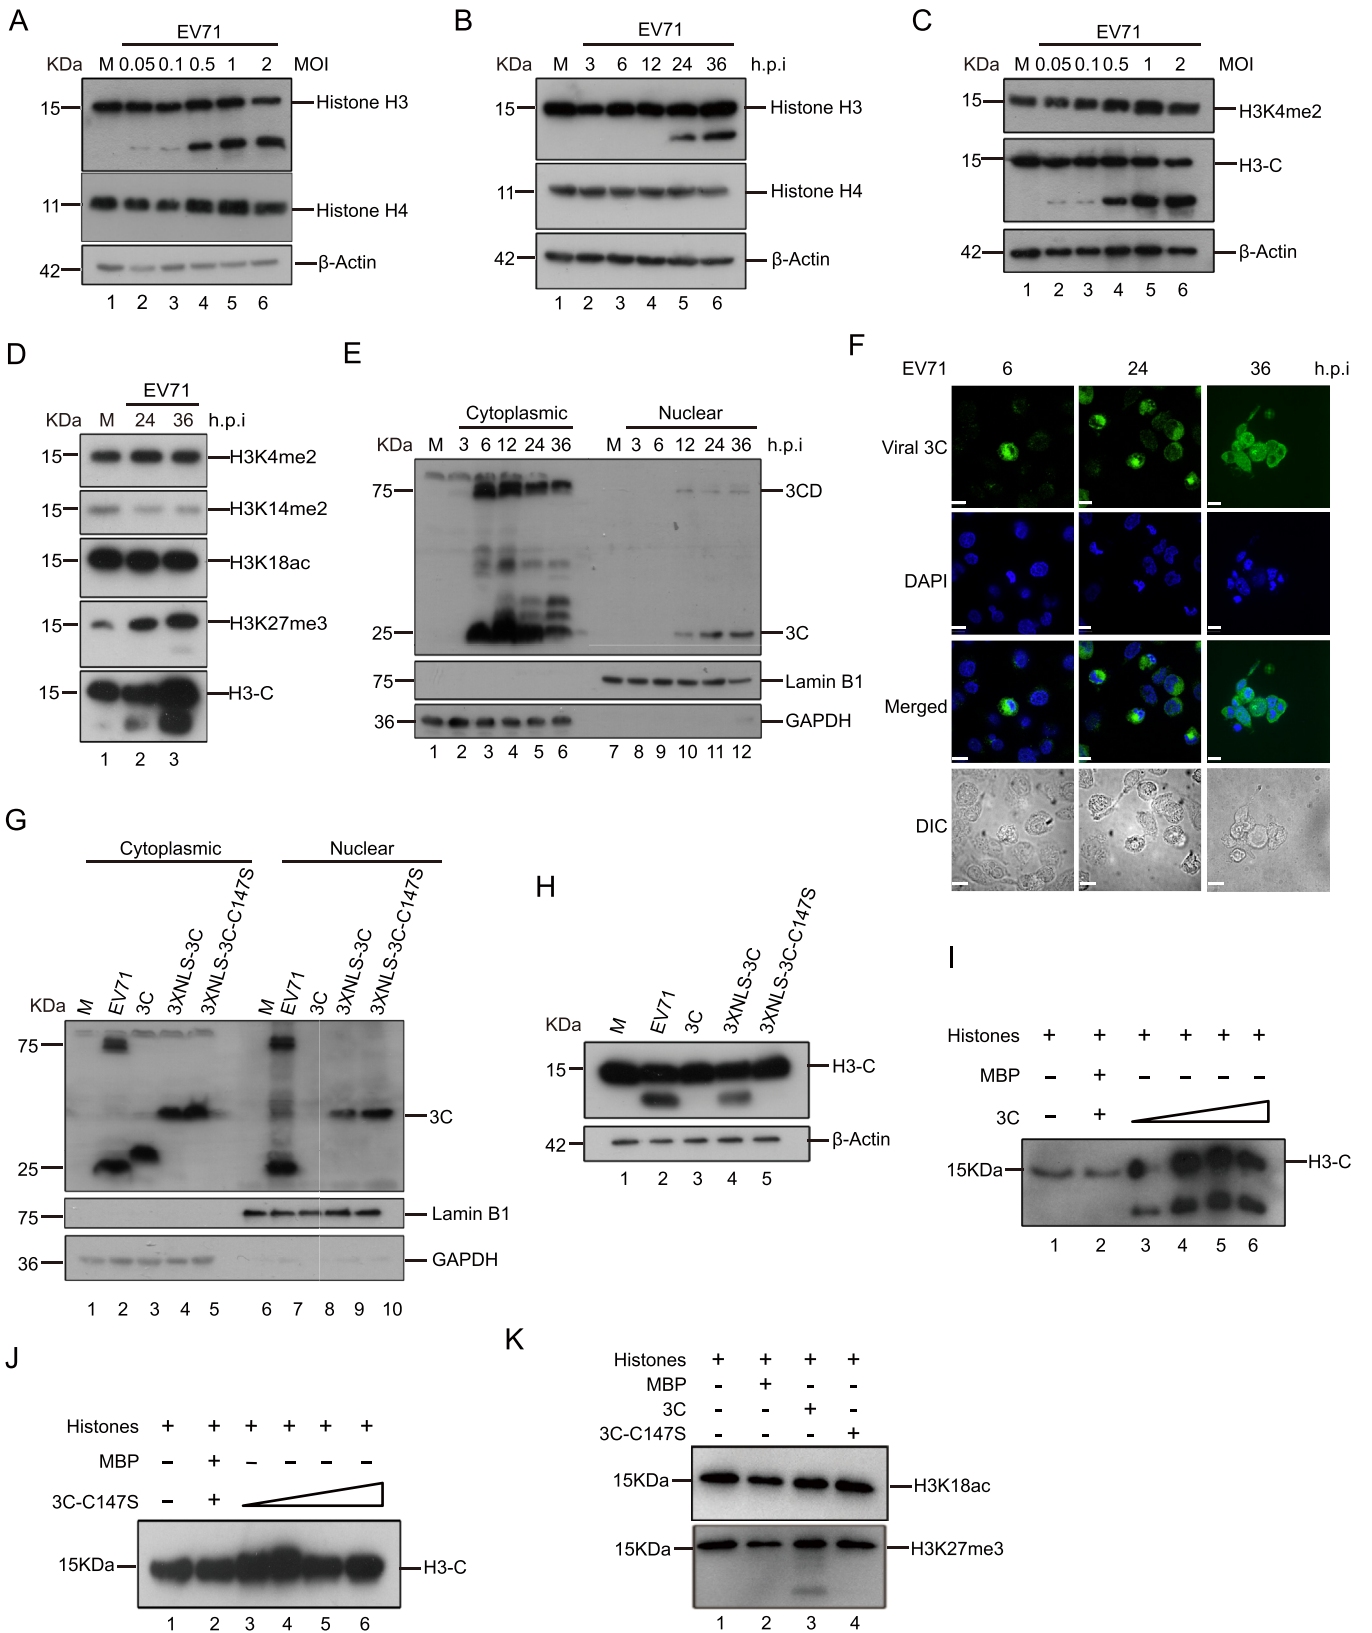 A
EV71
KDa M 0.05 0.1 0.5 1 2 MOI
15 Histone H3
11 Histone H4
42 β-Actin
1 2 3 4 5 6
B
EV71
KDa M 3 6 12 24 36 h.p.i
15 Histone H3
11 Histone H4
42 β-Actin
1 2 3 4 5 6
C
EV71
KDa M 0.05 0.1 0.5 1 2 MOI
15 H3K4me2
15 H3-C
42 β-Actin
1 2 3 4 5 6
D
EV71
KDa M 24 36 h.p.i
15 H3K4me2
15 H3K14me2
15 H3K18ac
15 H3K27me3
15 H3-C
1 2 3
E
Cytoplasmic Nuclear
KDa M 3 6 12 24 36 M 3 6 12 24 36 h.p.i
75 3CD
25 3C
75 Lamin B1
36 GAPDH
1 2 3 4 5 6 7 8 9 10 11 12
F
EV71 6 24 36 h.p.i
Viral 3C
DAPI
Merged
DIC
G
Cytoplasmic Nuclear
KDa M EV71 3C 3XNLS-3C 3XNLS-3C-C147S M EV71 3C 3XNLS-3C 3XNLS-3C-C147S
75
3C
25
75 Lamin B1
36 GAPDH
1 2 3 4 5 6 7 8 9 10
H
KDa M EV71 3C 3XNLS-3C 3XNLS-3C-C147S
15 H3-C
42 β-Actin
1 2 3 4 5
I
Histones + + + + + +
MBP - + - - - -
3C - +
15KDa H3-C
1 2 3 4 5 6
J
Histones + + + + + +
MBP - + - - - -
3C-C147S - +
15KDa H3-C
1 2 3 4 5 6
K
Histones + + + +
MBP - + - -
3C - - + -
3C-C147S - - - +
15KDa H3K18ac
15KDa H3K27me3
1 2 3 4